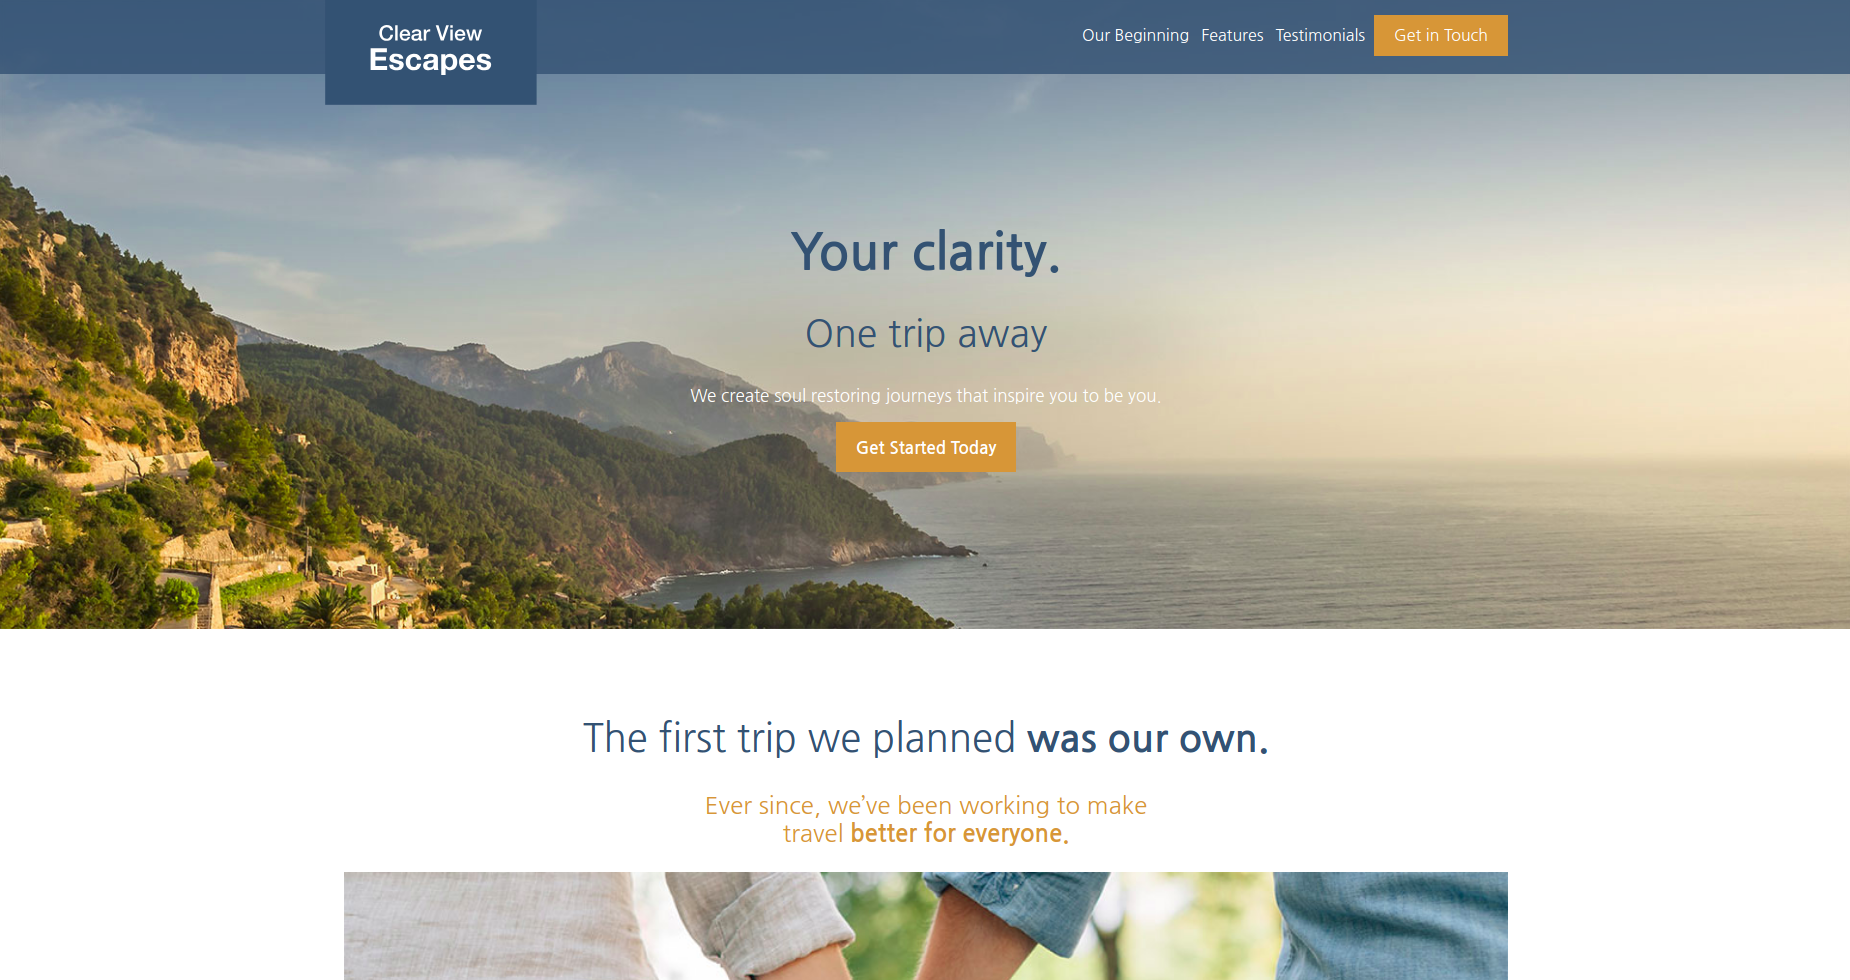 Clear View
Escapes
Our Beginning Features Testimonials Get in Touch
Your clarity.
One trip away
We create soul restoring journeys that inspire you to be you.
Get Started Today
The first trip we planned was our own.
Ever since, we’ve been working to make
travel better for everyone.